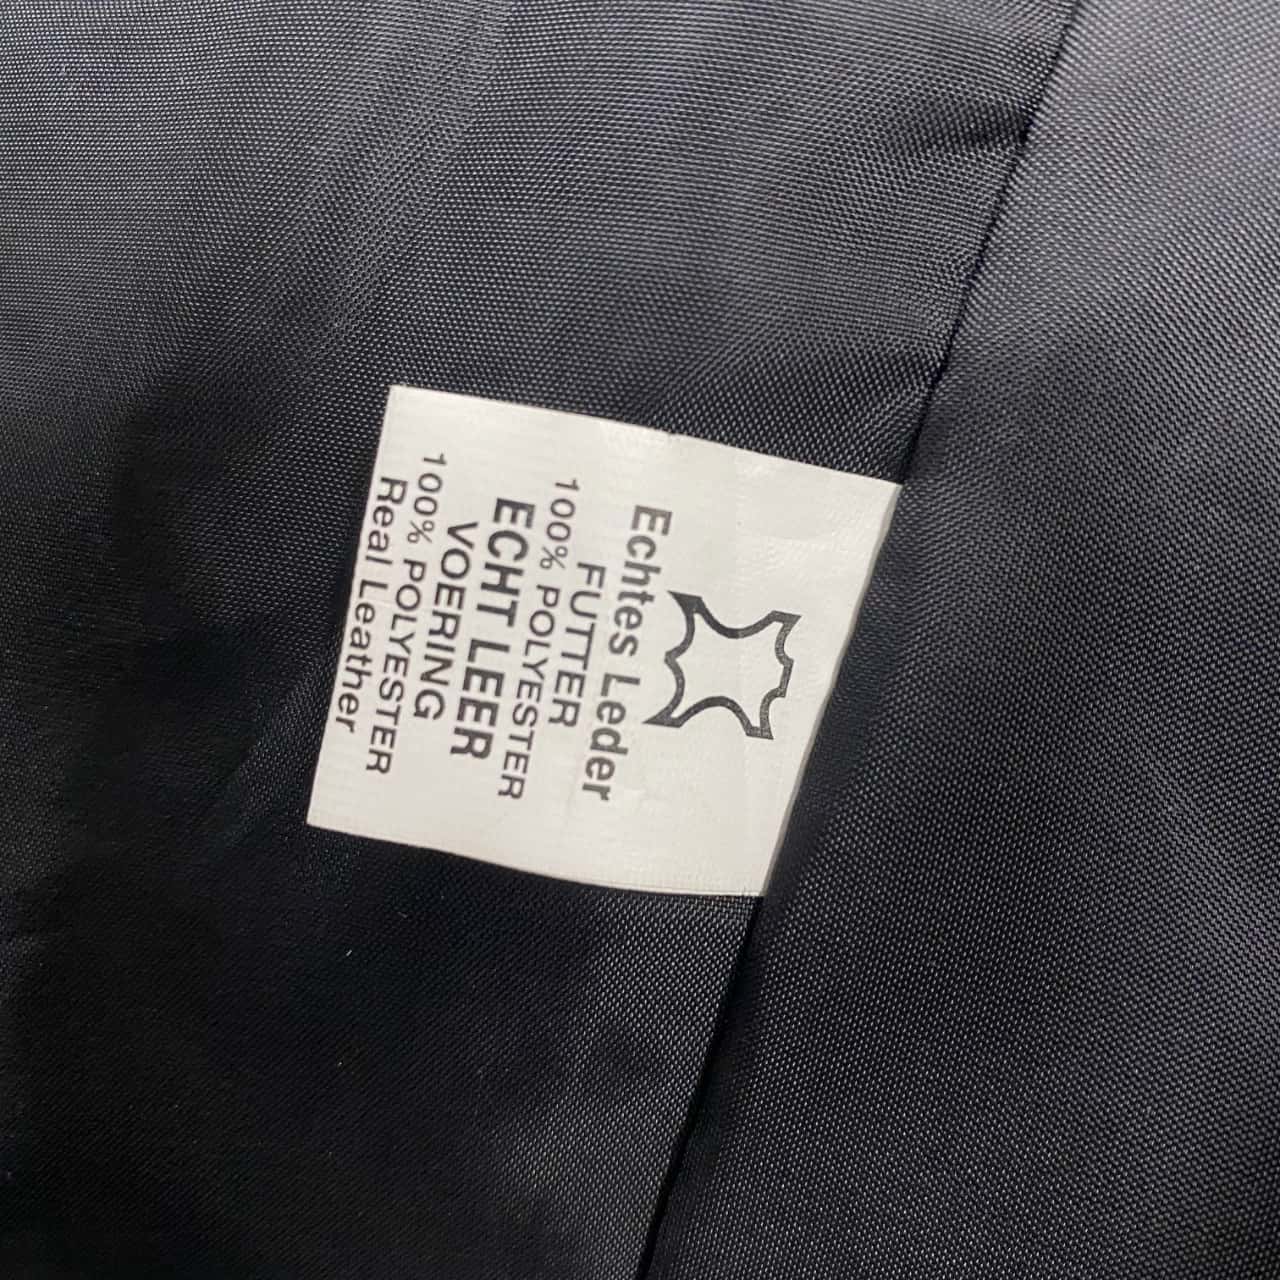 Echtes Leder
FUTTER
100% POLYESTER
ECHT LEER
VOERING
100% POLYESTER
Real Leather